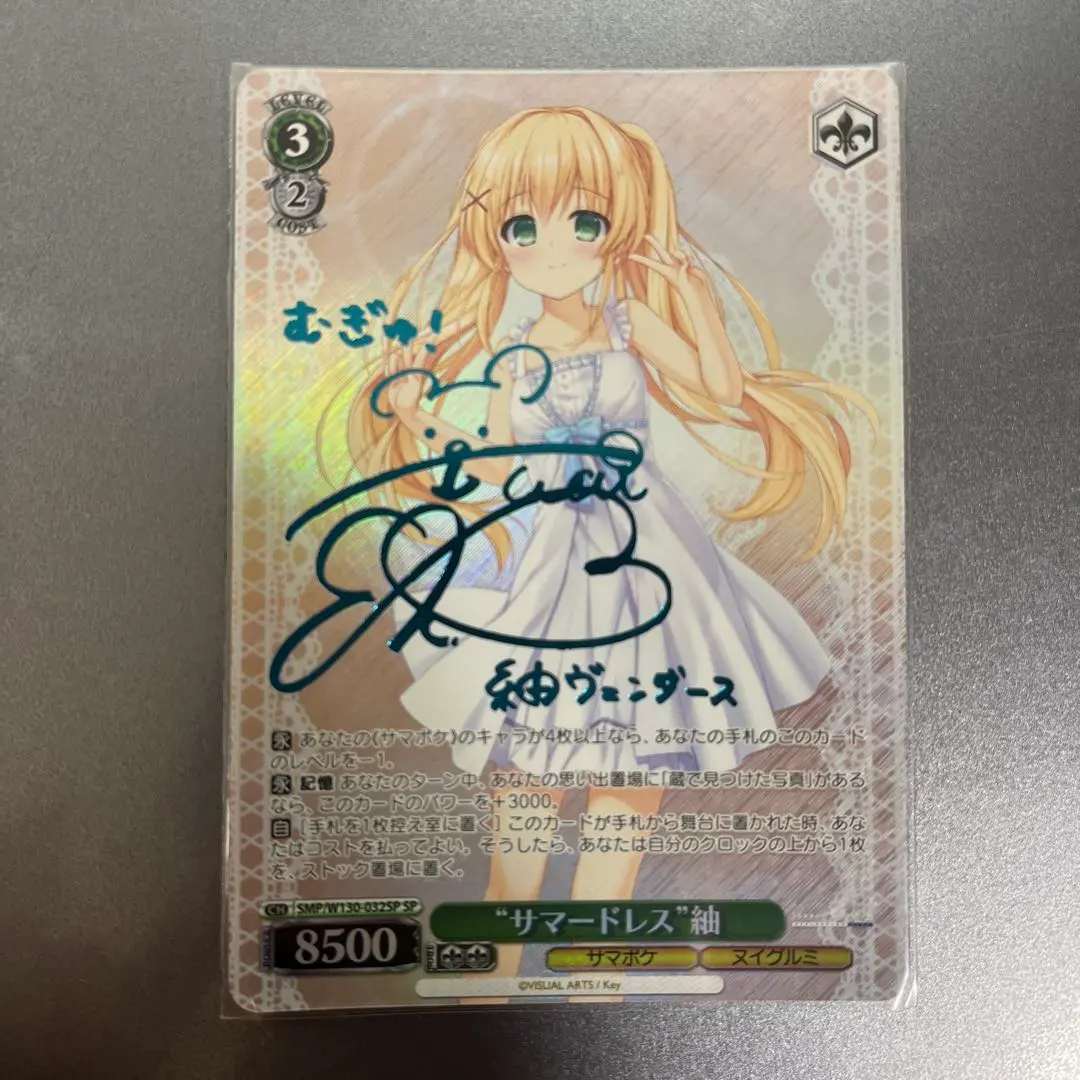 LEVEL
3
2
COST
むぎゅ!
紬ヴェンダース
永 あなたの《サマポケ》のキャラが4枚以上なら、あなたの手札のこのカード
のレベルを－1。
永 記憶 あなたのターン中、あなたの思い出置場に「蔵で見つけた写真」がある
なら、このカードのパワーを＋3000。
自 ［手札を1枚控え室に置く］ このカードが手札から舞台に置かれた時、あな
たはコストを払ってよい。そうしたら、あなたは自分のクロックの上から1枚
を、ストック置場に置く。
CH SMP/W130-032SP SP
“サマードレス”紬
8500
サマポケ
ヌイグルミ
©VISUAL ARTS / Key